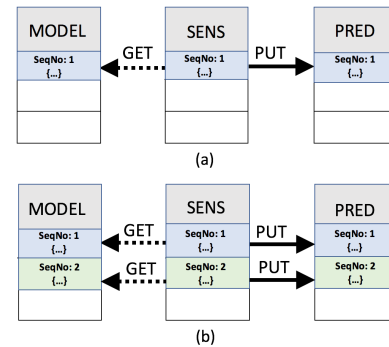 MODEL SENS PRED
GET PUT
SeqNo: 1 SeqNo: 1 SeqNo: 1
{...} {...} {...}
(a)
MODEL SENS PRED
GET PUT
SeqNo: 1 SeqNo: 1 SeqNo: 1
{...} {...} {...}
GET PUT
SeqNo: 2 SeqNo: 2 SeqNo: 2
{...} {...} {...}
(b)